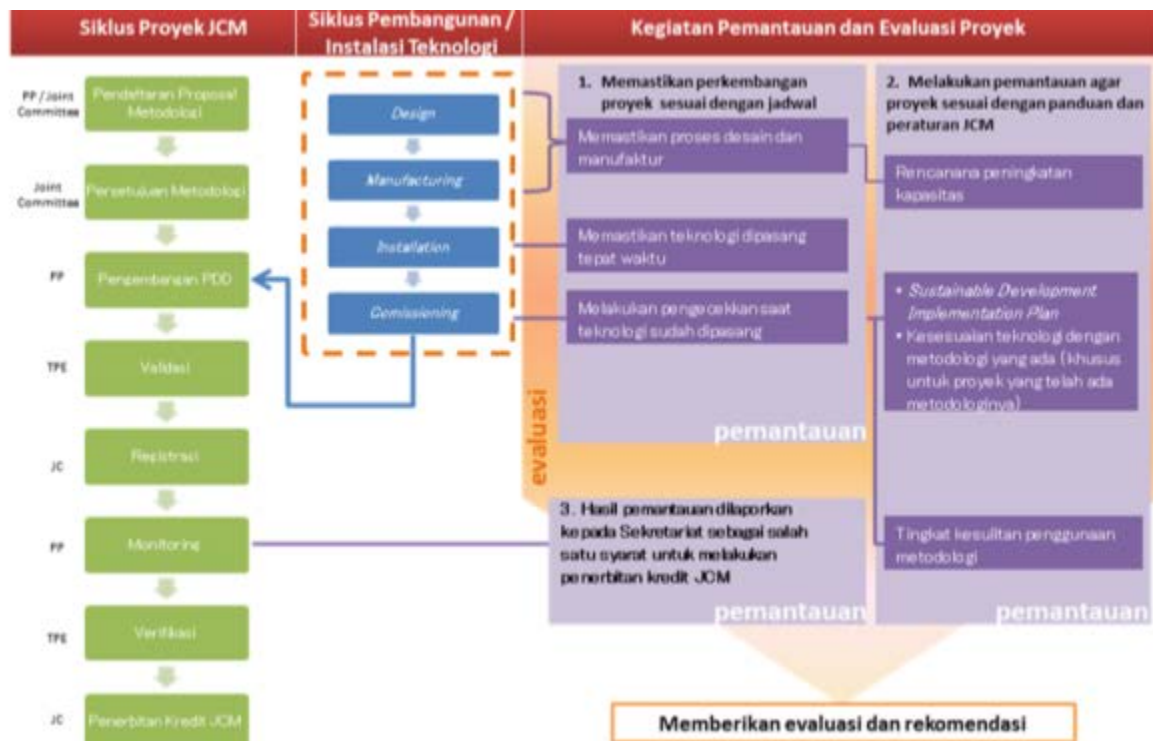 Siklus Proyek JCM
Siklus Pembangunan /
Instalasi Teknologi
Kegiatan Pemantauan dan Evaluasi Proyek
PP / Joint
Committee
Pendaftaran Proposal
Metodologi
Joint
Committee
Persetujuan Metodologi
PP
Pengembangan PDD
TPE
Validasi
JC
Registrasi
PP
Monitoring
TPE
Verifikasi
JC
Penerbitan Kredit JCM
Design
Manufacturing
Installation
Comissioning
evaluasi
1. Memastikan perkembangan
proyek sesuai dengan jadwal
Memastikan proses desain dan
manufaktur
Memastikan teknologi dipasang
tepat waktu
Melakukan pengecekkan saat
teknologi sudah dipasang
pemantauan
2. Melakukan pemantauan agar
proyek sesuai dengan panduan dan
peraturan JCM
Rencanana peningkatan
kapasitas
• Sustainable Development
Implementation Plan
• Kesesuaian teknologi dengan
metodologi yang ada (khusus
untuk proyek yang telah ada
metodologinya)
Tingkat kesulitan penggunaan
metodologi
pemantauan
3. Hasil pemantauan dilaporkan
kepada Sekretariat sebagai salah
satu syarat untuk melakukan
penerbitan kredit JCM
pemantauan
Memberikan evaluasi dan rekomendasi